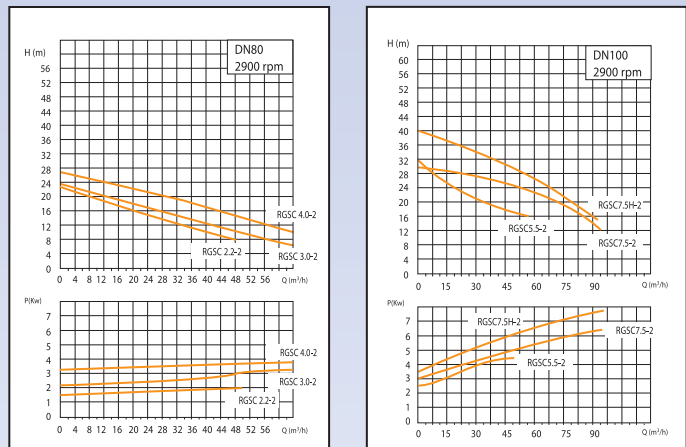 H (m)
DN80
2900 rpm
56
52
48
44
40
36
32
28
24
20
16
12
8
4
0
RGSC 4.0-2
RGSC 2.2-2
RGSC 3.0-2
0 4 8 12 16 20 24 28 32 36 40 44 48 52 56
Q (m³/h)
P(Kw)
7
6
5
4
3
2
1
0
RGSC 4.0-2
RGSC 3.0-2
RGSC 2.2-2
0 4 8 12 16 20 24 28 32 36 40 44 48 52 56
Q (m³/h)
H (m)
DN100
2900 rpm
60
56
52
48
44
40
36
32
28
24
20
16
12
8
4
0
RGSC7.5H-2
RGSC5.5-2
RGSC7.5-2
0 15 30 45 60 75 90
Q (m³/h)
P(Kw)
7
6
5
4
3
2
1
0
RGSC7.5H-2
RGSC7.5-2
RGSC5.5-2
0 15 30 45 60 75 90
Q (m³/h)